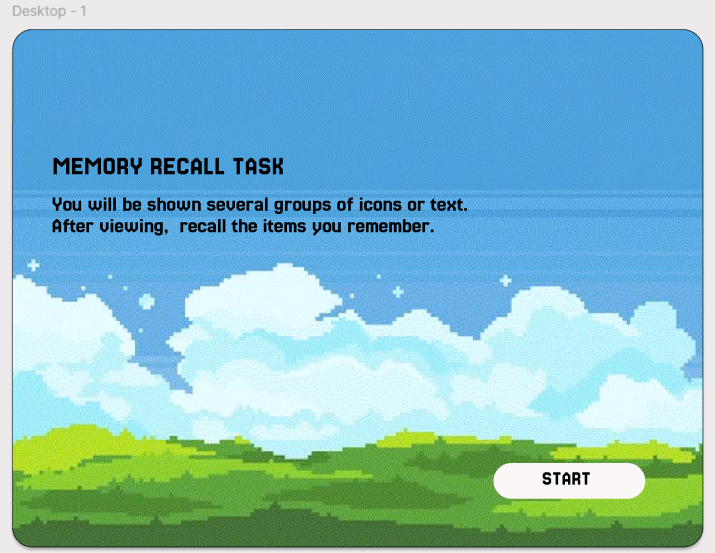 Desktop - 1
MEMORY RECALL TASK
You will be shown several groups of icons or text.
After viewing,  recall the items you remember.
START